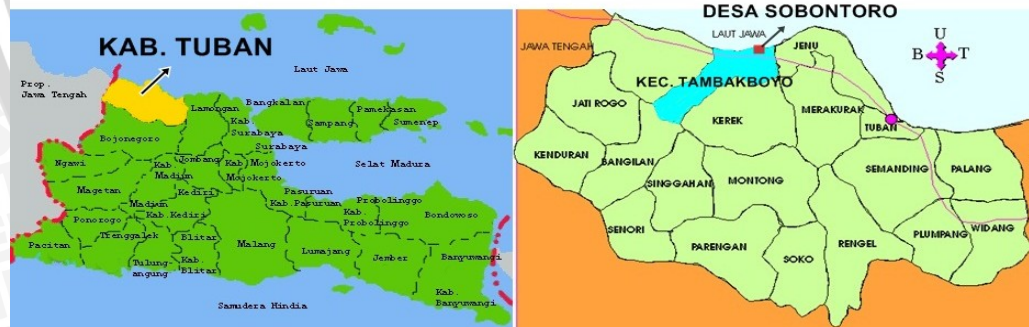 KAB. TUBAN
Laut Jawa
Prop.
Jawa Tengah
Lamongan
Bangkalan
Sampang
Pamekasan
Sumenep
Kab.
Surabaya
Surabaya
Bojonegoro
Selat Madura
Ngawi
Kab.
Madiun
Jombang
Kab.
Mojokerto
Mojokerto
Magetan
Madium
Kediri
Kab.Kediri
Pasuruan
Kab.Pasuruan
Probolinggo
Kab.
Probolinggo
Bondowoso
Ponorogo
Pacitan
Trenggalek
Blitar
Tulung-
angung
Kab.
Blitar
Malang
Lumajang
Jember
Banyuwangi
Kab.
Banyuwangi
Samudera Hindia
DESA SOBONTORO
LAUT JAWA
JAWA TENGAH
JENU
U
B
T
S
KEC. TAMBAKBOYO
JATI ROGO
KEREK
MERAKURAK
TUBAN
KENDURAN
BANGILAN
SINGGAHAN
MONTONG
SEMANDING
PALANG
SENORI
PARENGAN
SOKO
RENGEL
PLUMPANG
WIDANG